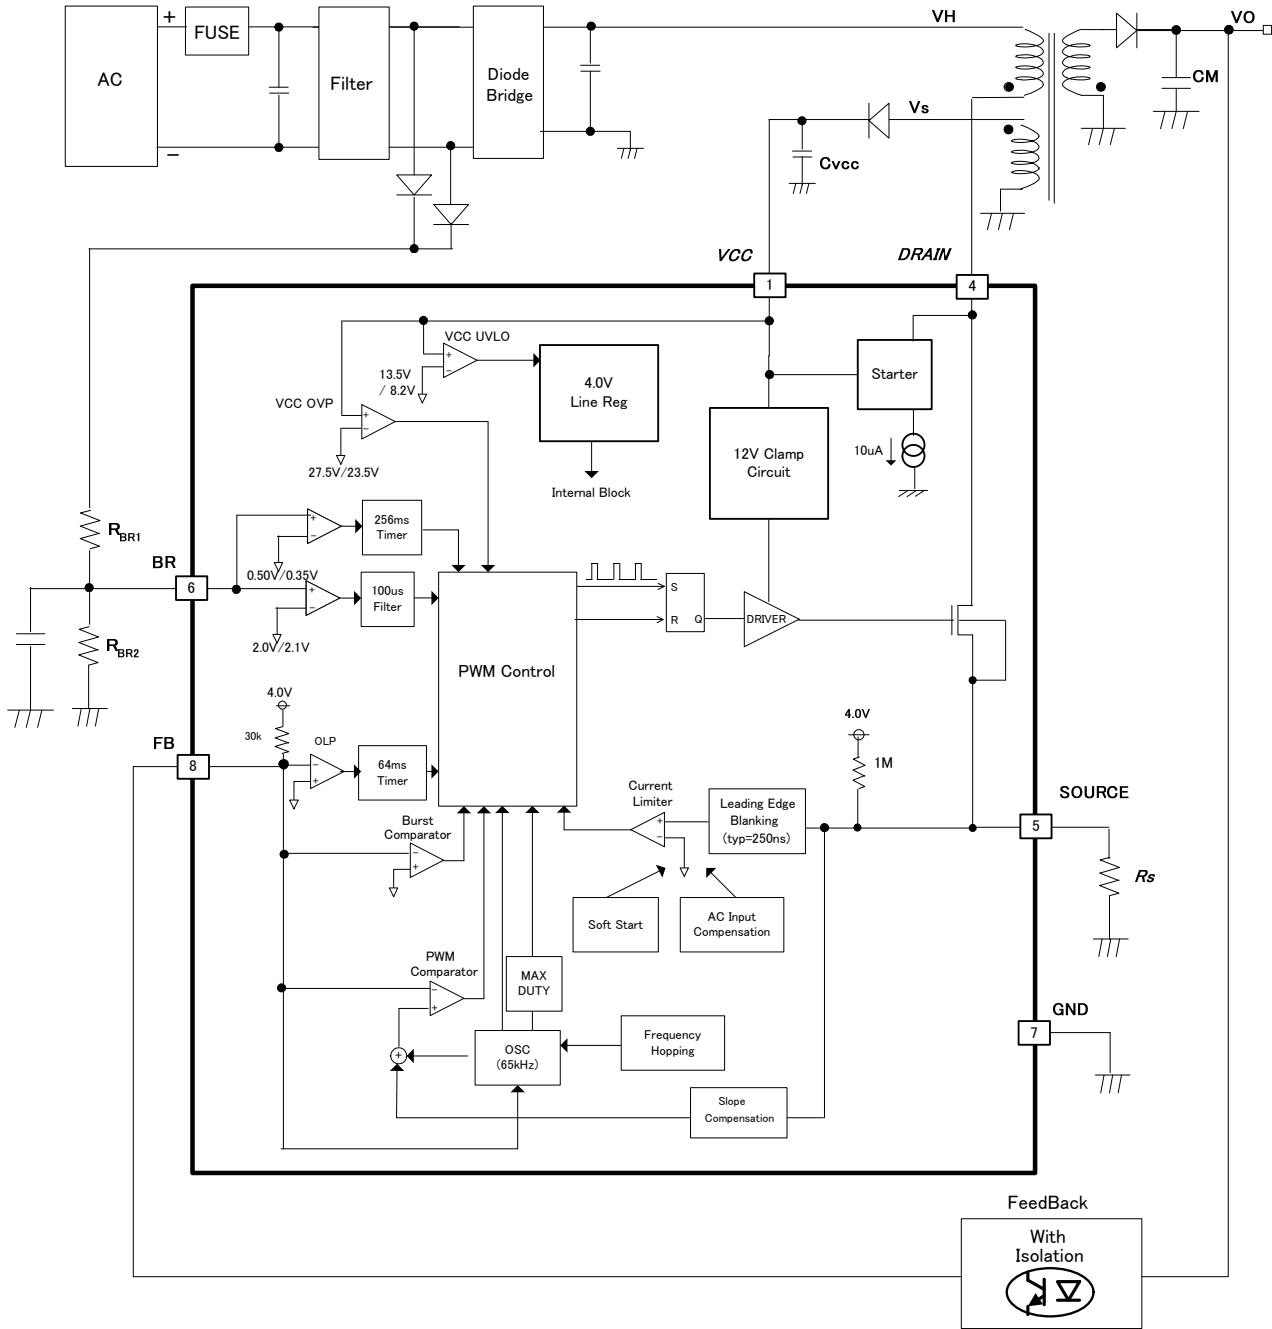 VH
VO
+
FUSE
AC
Filter
Diode
Bridge
CM
Vs
−
Cvcc
VCC
DRAIN
1
4
VCC UVLO
+
−
13.5V
/ 8.2V
4.0V
Line Reg
Starter
VCC OVP
+
−
27.5V/23.5V
12V Clamp
Circuit
10uA
Internal Block
RBR1
+
−
256ms
Timer
BR
6
0.50V/0.35V
+
−
100us
Filter
S
R
Q
DRIVER
2.0V/2.1V
RBR2
PWM Control
4.0V
30k
4.0V
FB
8
OLP
−
+
64ms
Timer
1M
Current
Limiter
+
−
Leading Edge
Blanking
(typ=250ns)
SOURCE
5
Burst
Comparator
−
+
Rs
Soft Start
AC Input
Compensation
PWM
Comparator
−
+
MAX
DUTY
GND
7
+
OSC
(65kHz)
Frequency
Hopping
Slope
Compensation
FeedBack
With
Isolation